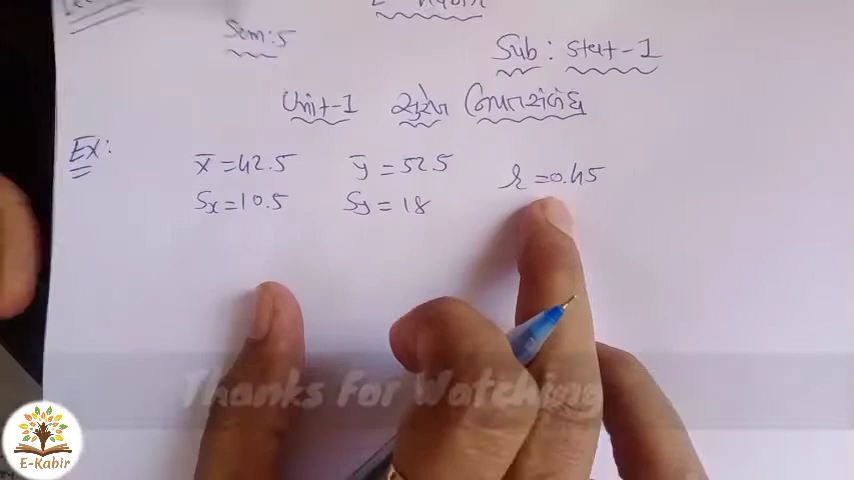 Sem: 5
Sub: Stat-1
Unit-1 સુરેખ નિયતસંબંધ
Ex:
x̄ = 42.5 ȳ = 52.5 r = 0.45
Sx = 10.5 Sy = 18
Thanks For Watching
E-Kabir